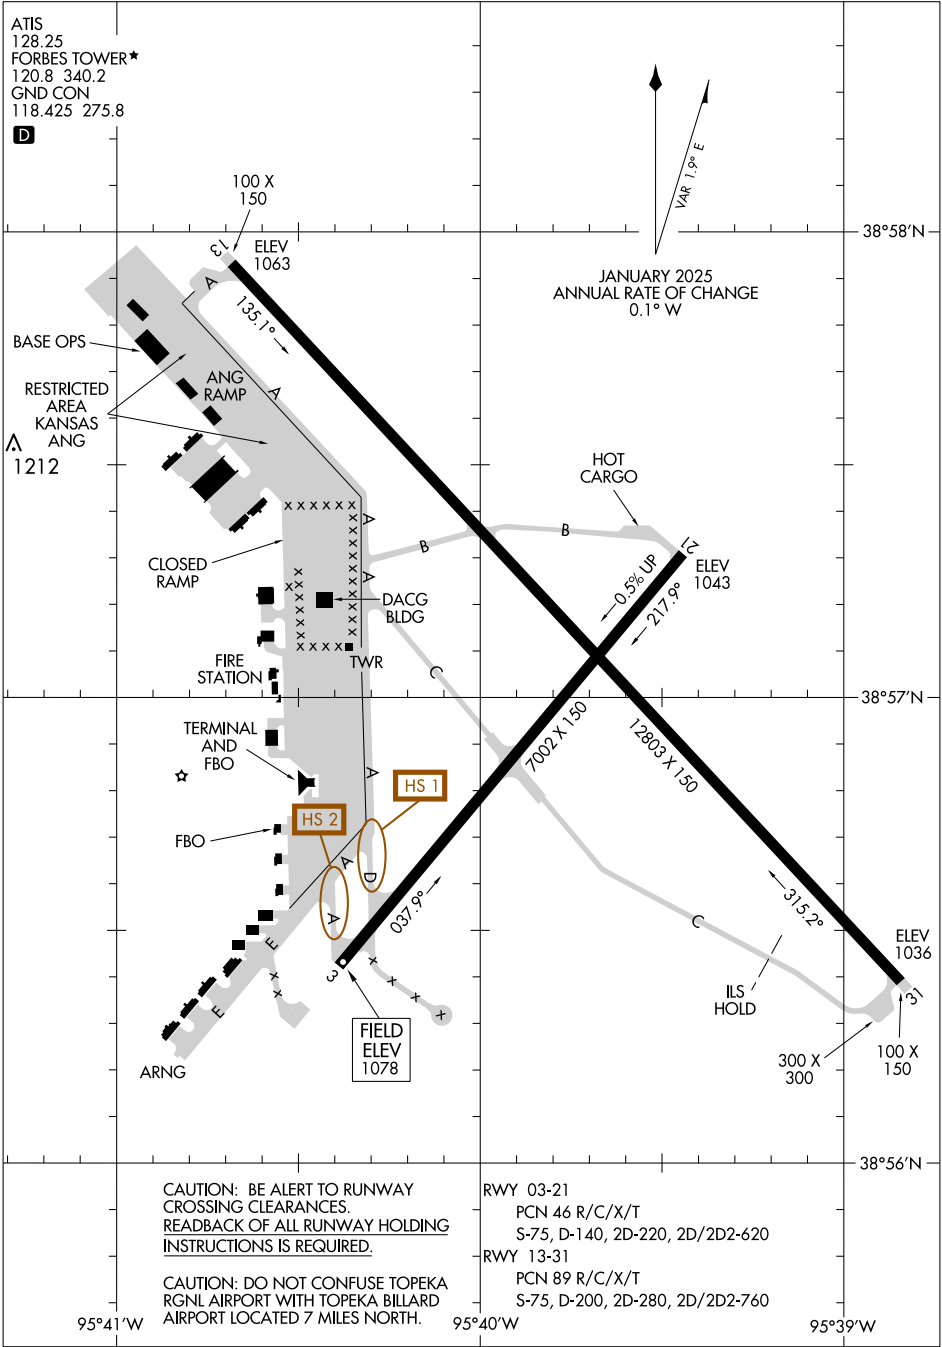 ATIS
128.25
FORBES TOWER★
120.8 340.2
GND CON
118.425 275.8
D
100 X
150
13
ELEV
1063
VAR 1.9° E
38°58'N
JANUARY 2025
ANNUAL RATE OF CHANGE
0.1° W
A
135.1°
BASE OPS
ANG
RAMP
A
RESTRICTED
AREA
KANSAS
ANG
1212
HOT
CARGO
X X X X X X
A
B
B
21
CLOSED
RAMP
A
ELEV
1043
0.5% UP
217.9°
DACG
BLDG
X X X X
TWR
FIRE
STATION
C
38°57'N
7002 X 150
12803 X 150
TERMINAL
AND
FBO
A
HS 1
HS 2
FBO
A
D
037.9°
315.2°
A
C
E
ELEV
1036
3
X X X X X
31
ILS
HOLD
E
FIELD
ELEV
1078
300 X
300
100 X
150
ARNG
38°56'N
CAUTION: BE ALERT TO RUNWAY
CROSSING CLEARANCES.
READBACK OF ALL RUNWAY HOLDING
INSTRUCTIONS IS REQUIRED.
CAUTION: DO NOT CONFUSE TOPEKA
RGNL AIRPORT WITH TOPEKA BILLARD
AIRPORT LOCATED 7 MILES NORTH.
RWY 03-21
PCN 46 R/C/X/T
S-75, D-140, 2D-220, 2D/2D2-620
RWY 13-31
PCN 89 R/C/X/T
S-75, D-200, 2D-280, 2D/2D2-760
95°41'W
95°40'W
95°39'W